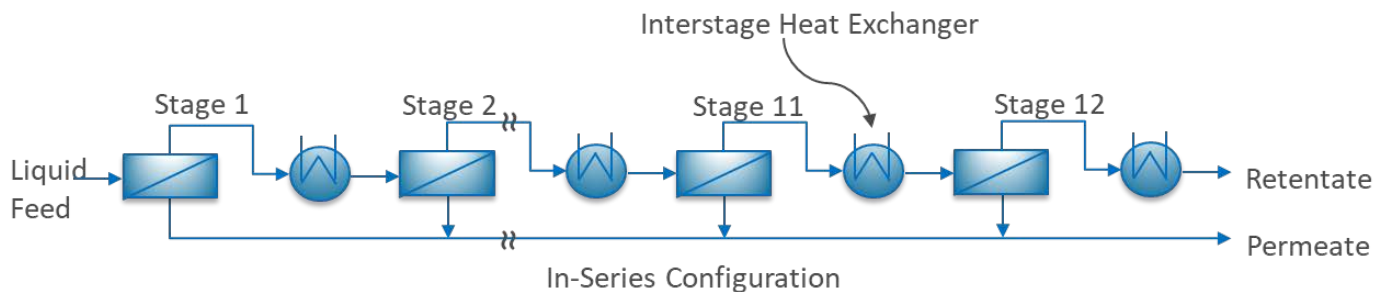 Interstage Heat Exchanger
Stage 1
Stage 2
Stage 11
Stage 12
Liquid
Feed
Retentate
Permeate
In-Series Configuration